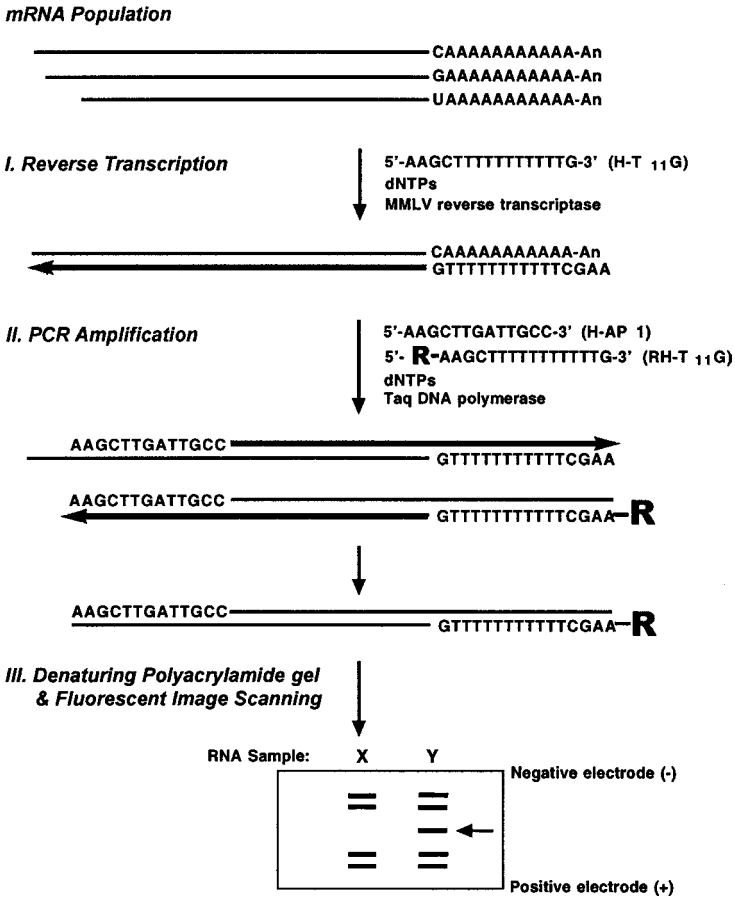 mRNA Population
CAAAAAAAAAAA-An
GAAAAAAAAAAA-An
UAAAAAAAAAAA-An
I. Reverse Transcription
5'-AAGCTTTTTTTTTTTG-3' (H-T 11G)
dNTPs
MMLV reverse transcriptase
CAAAAAAAAAAA-An
GTTTTTTTTTTTCGAA
II. PCR Amplification
5'-AAGCTTGATTGCC-3' (H-AP 1)
5'- R-AAGCTTTTTTTTTTTG-3' (RH-T 11G)
dNTPs
Taq DNA polymerase
AAGCTTGATTGCC
GTTTTTTTTTTTCGAA
AAGCTTGATTGCC
GTTTTTTTTTTTCGAA-R
AAGCTTGATTGCC
GTTTTTTTTTTTCGAA-R
III. Denaturing Polyacrylamide gel
& Fluorescent Image Scanning
RNA Sample: X Y
Negative electrode (-)
Positive electrode (+)